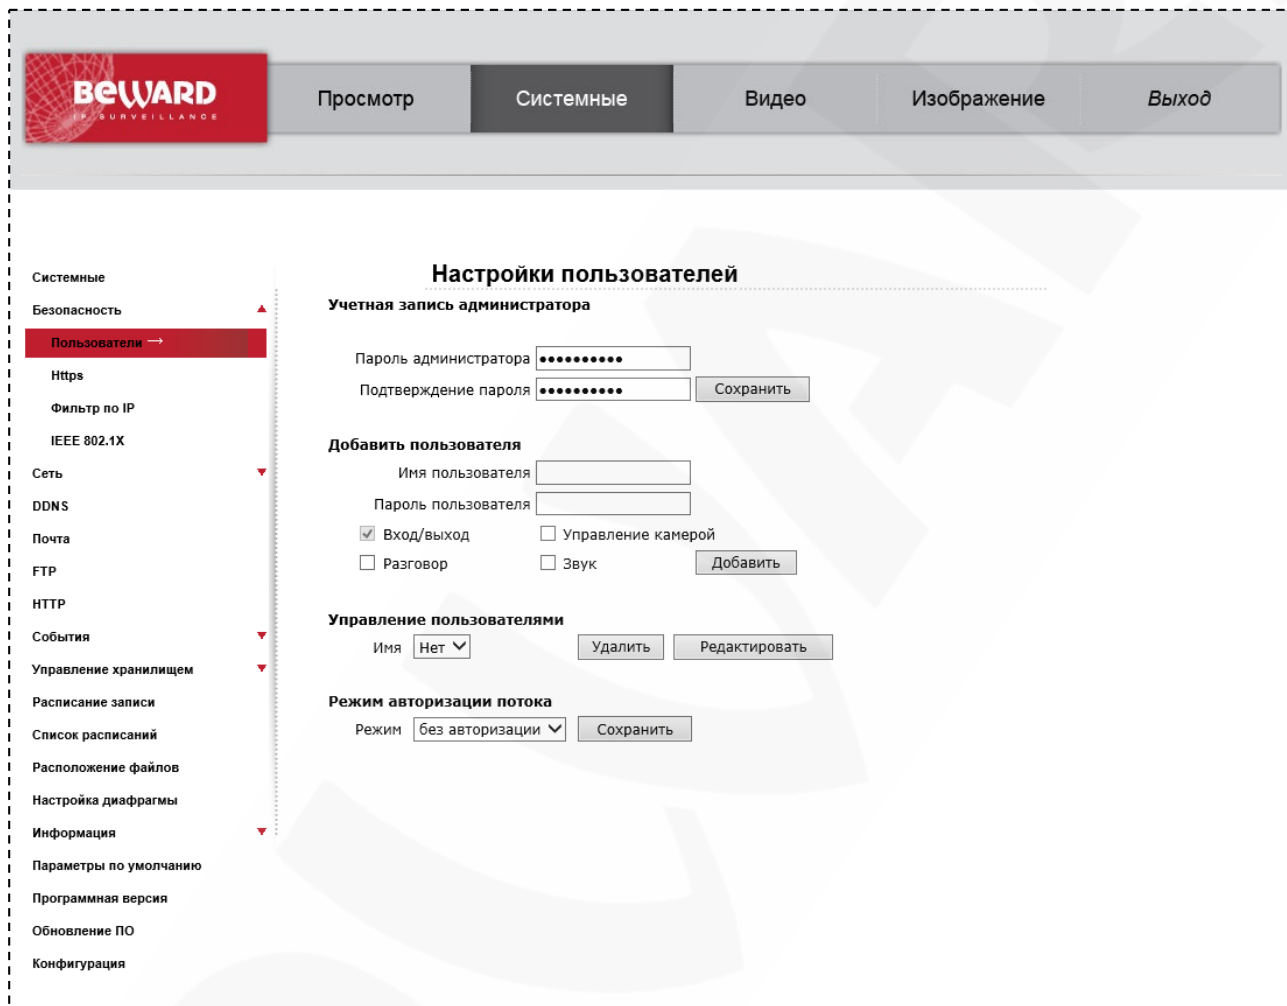 BEWARD
IP SURVEILLANCE
Просмотр Системные Видео Изображение Выход
Настройки пользователей
Системные
Безопасность
Пользователи →
Https
Фильтр по IP
IEEE 802.1X
Сеть
DDNS
Почта
FTP
HTTP
События
Управление хранилищем
Расписание записи
Список расписаний
Расположение файлов
Настройка диафрагмы
Информация
Параметры по умолчанию
Программная версия
Обновление ПО
Конфигурация
Учетная запись администратора
Пароль администратора ••••••••••
Подтверждение пароля •••••••••• Сохранить
Добавить пользователя
Имя пользователя
Пароль пользователя
Вход/выход Управление камерой
Разговор Звук Добавить
Управление пользователями
Имя Нет Удалить Редактировать
Режим авторизации потока
Режим без авторизации Сохранить